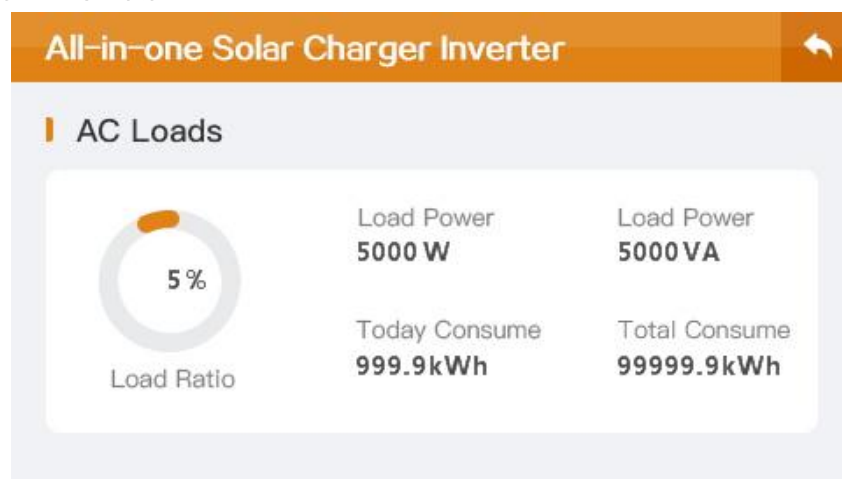 All-in-one Solar Charger Inverter
AC Loads
Load Power Load Power
5000 W 5000 VA
5 %
Today Consume Total Consume
999.9kWh 99999.9kWh
Load Ratio